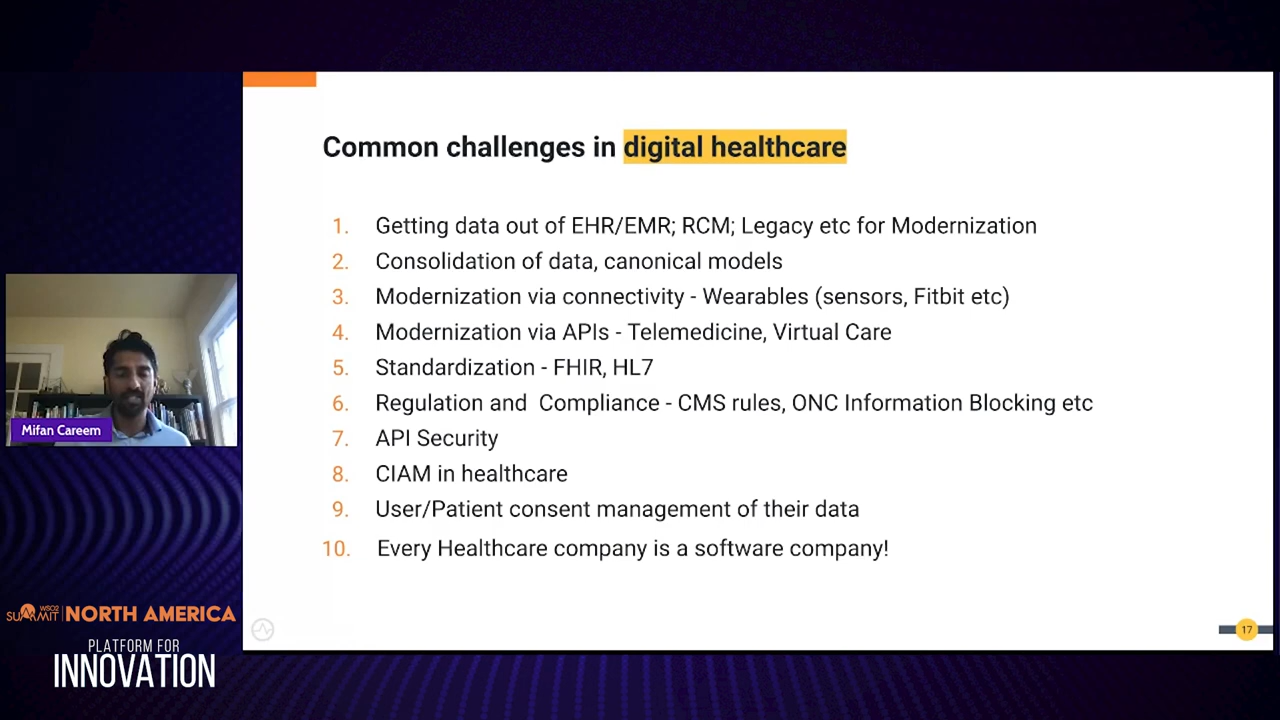 Common challenges in digital healthcare
1. Getting data out of EHR/EMR; RCM; Legacy etc for Modernization
2. Consolidation of data, canonical models
3. Modernization via connectivity - Wearables (sensors, Fitbit etc)
4. Modernization via APIs - Telemedicine, Virtual Care
5. Standardization - FHIR, HL7
6. Regulation and  Compliance - CMS rules, ONC Information Blocking etc
7. API Security
8. CIAM in healthcare
9. User/Patient consent management of their data
10. Every Healthcare company is a software company!
17
Mifan Careem
WSO2
SUMMIT NORTH AMERICA
PLATFORM FOR
INNOVATION